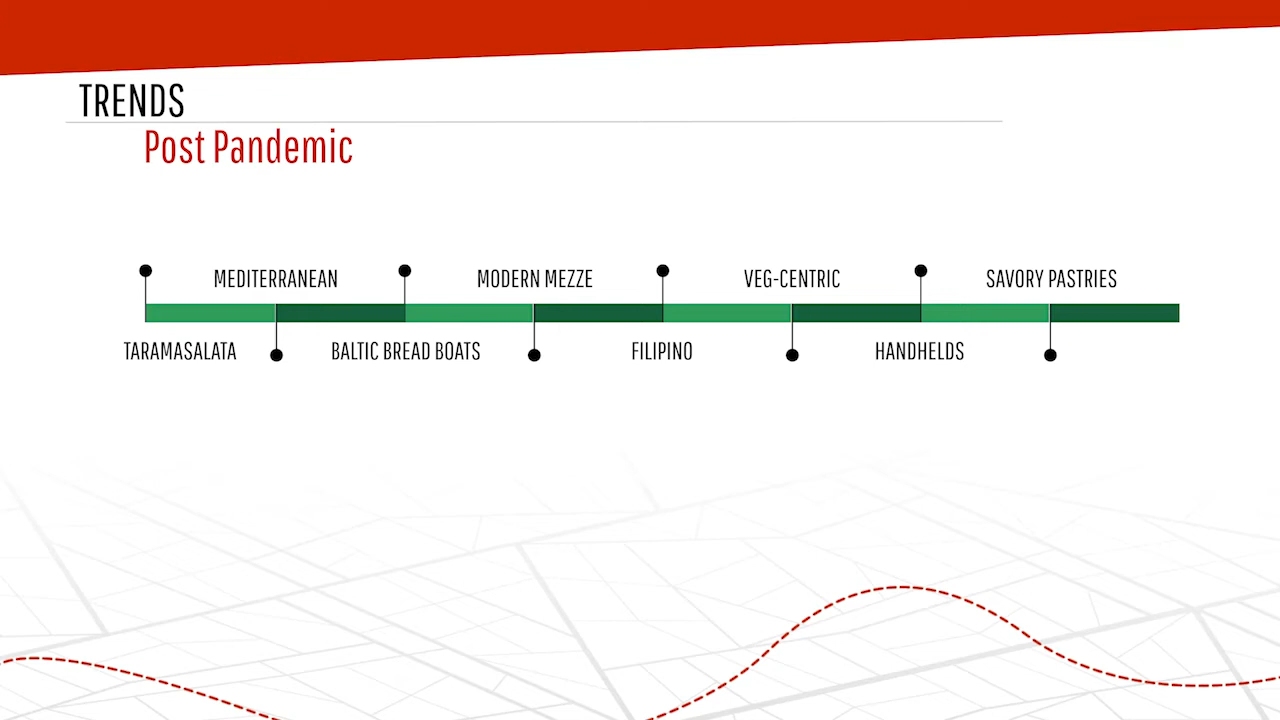 TRENDS
Post Pandemic
MEDITERRANEAN
MODERN MEZZE
VEG-CENTRIC
SAVORY PASTRIES
TARAMASALATA
BALTIC BREAD BOATS
FILIPINO
HANDHELDS